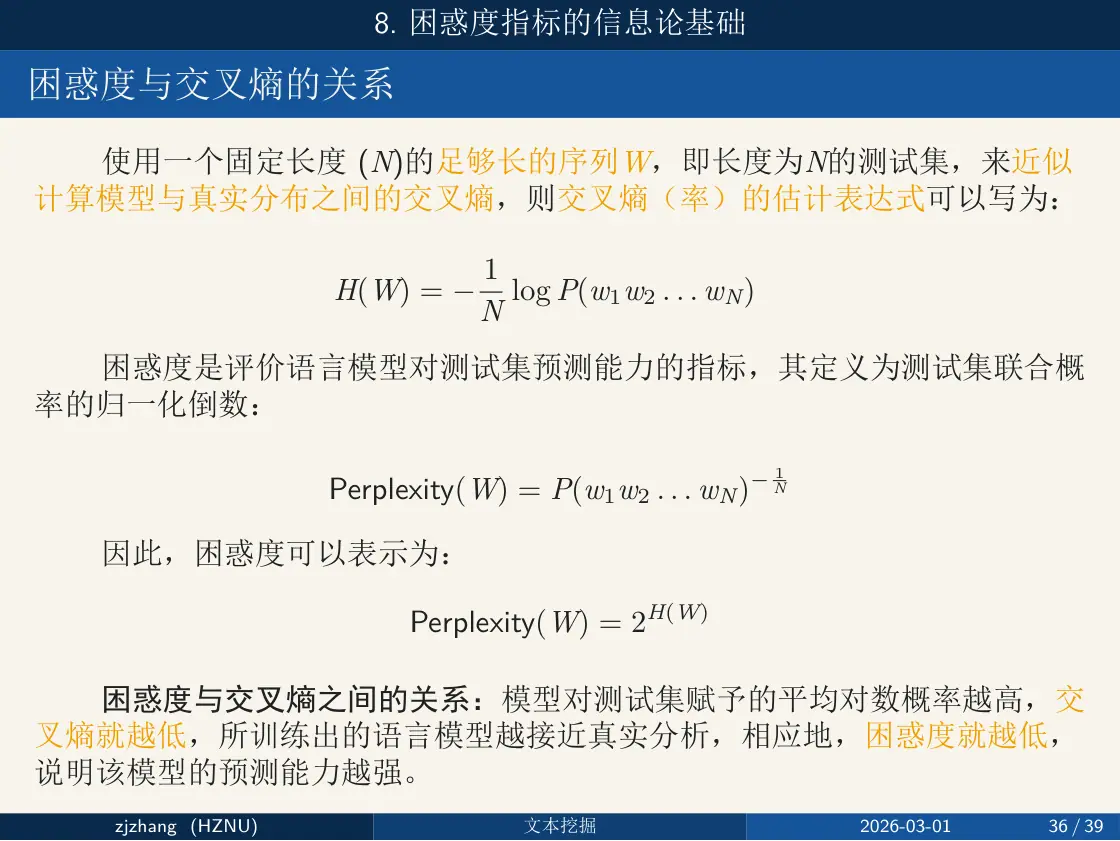 8. 困惑度指标的信息论基础
困惑度与交叉熵的关系
使用一个固定长度 (N)的足够长的序列 W，即长度为N的测试集，来近似
计算模型与真实分布之间的交叉熵，则交叉熵（率）的估计表达式可以写为：
H(W) = −\frac{1}{N} log P(w₁w₂ … w_N)
困惑度是评价语言模型对测试集预测能力的指标，其定义为测试集联合概
率的归一化倒数：
Perplexity(W) = P(w₁w₂ … w_N)^{−\frac{1}{N}}
因此，困惑度可以表示为：
Perplexity(W) = 2^{H(W)}
困惑度与交叉熵之间的关系：模型对测试集赋予的平均对数概率越高，交
叉熵就越低，所训练出的语言模型越接近真实分析，相应地，困惑度就越低，
说明该模型的预测能力越强。
zjzhang (HZNU) 文本挖掘 2026-03-01 36 / 39